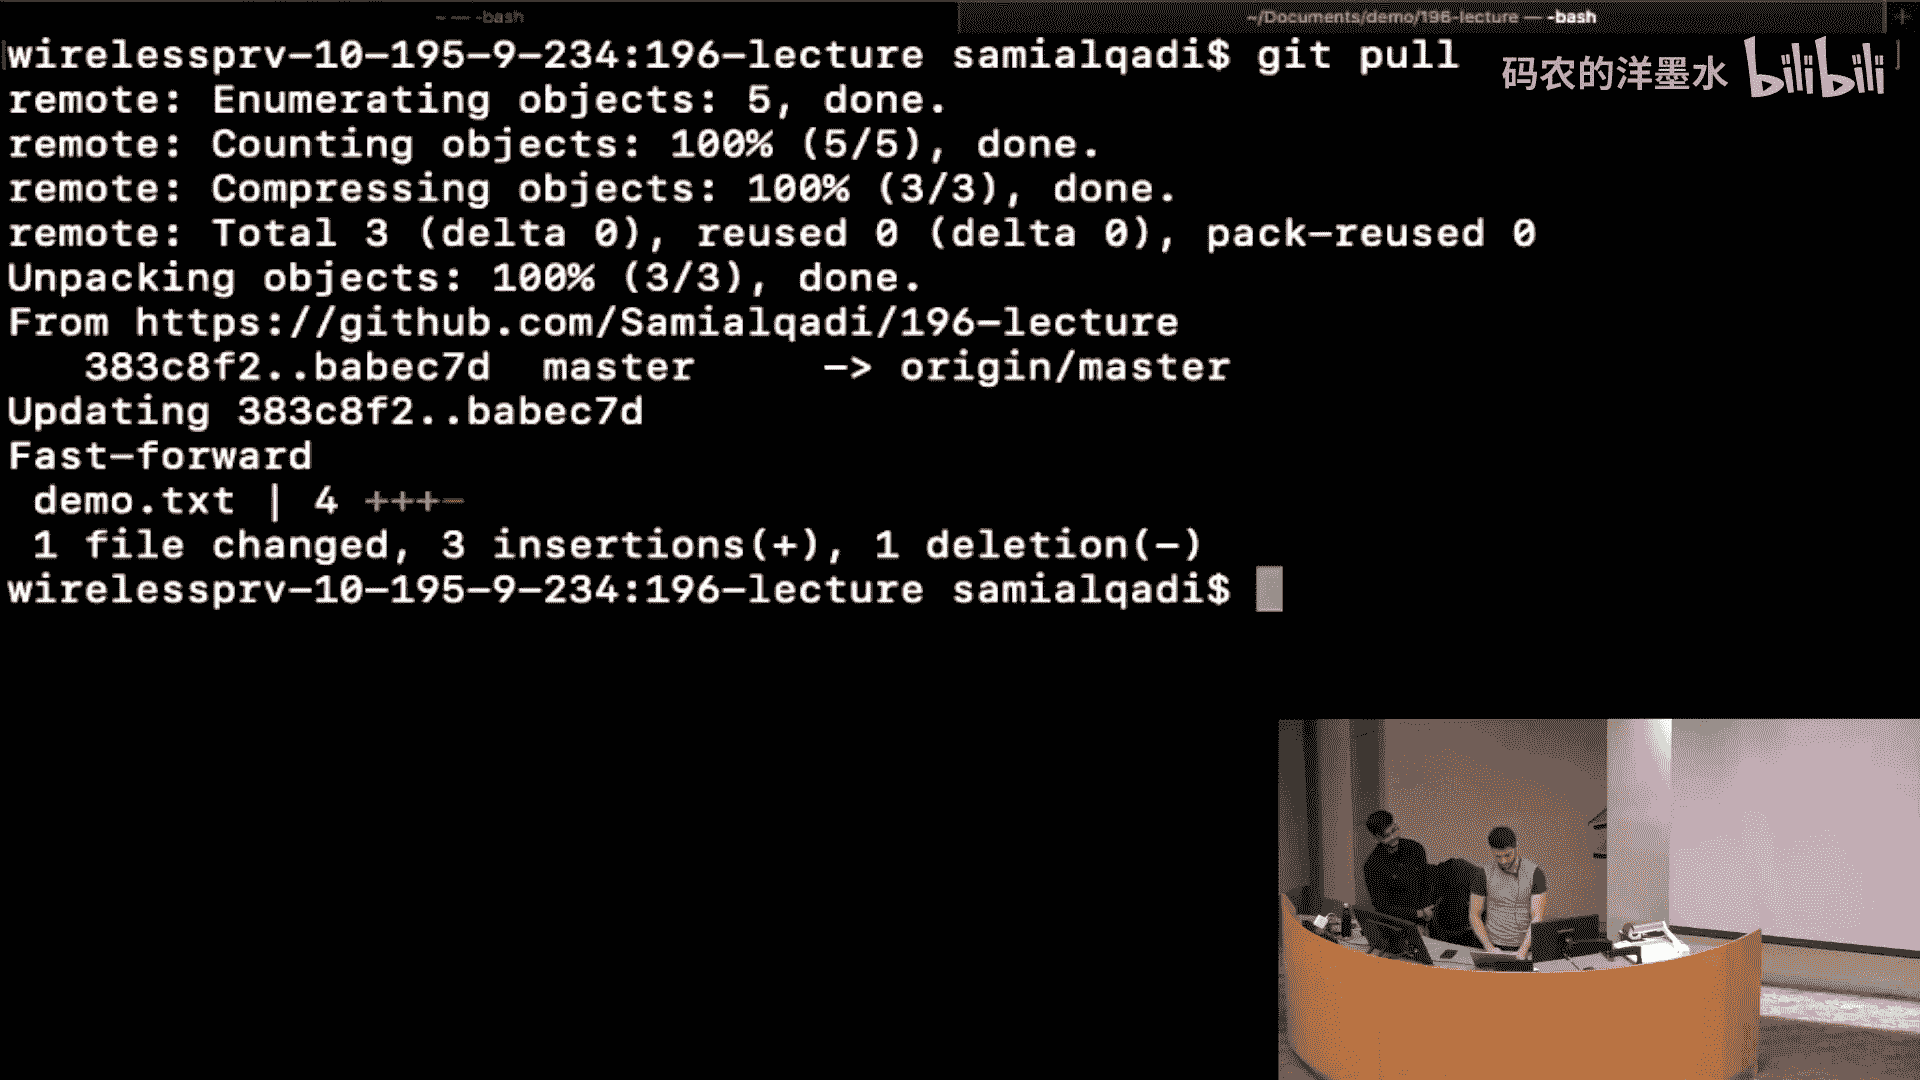 ~ — -bash
~/Documents/demo/196-lecture — -bash
wirelessprv-10-195-9-234:196-lecture samialqadi$ git pull
码农的洋墨水 bilibili
remote: Enumerating objects: 5, done.
remote: Counting objects: 100% (5/5), done.
remote: Compressing objects: 100% (3/3), done.
remote: Total 3 (delta 0), reused 0 (delta 0), pack-reused 0
Unpacking objects: 100% (3/3), done.
From https://github.com/Samialqadi/196-lecture
   383c8f2..babec7d  master     -> origin/master
Updating 383c8f2..babec7d
Fast-forward
 demo.txt | 4 +++-
 1 file changed, 3 insertions(+), 1 deletion(-)
wirelessprv-10-195-9-234:196-lecture samialqadi$